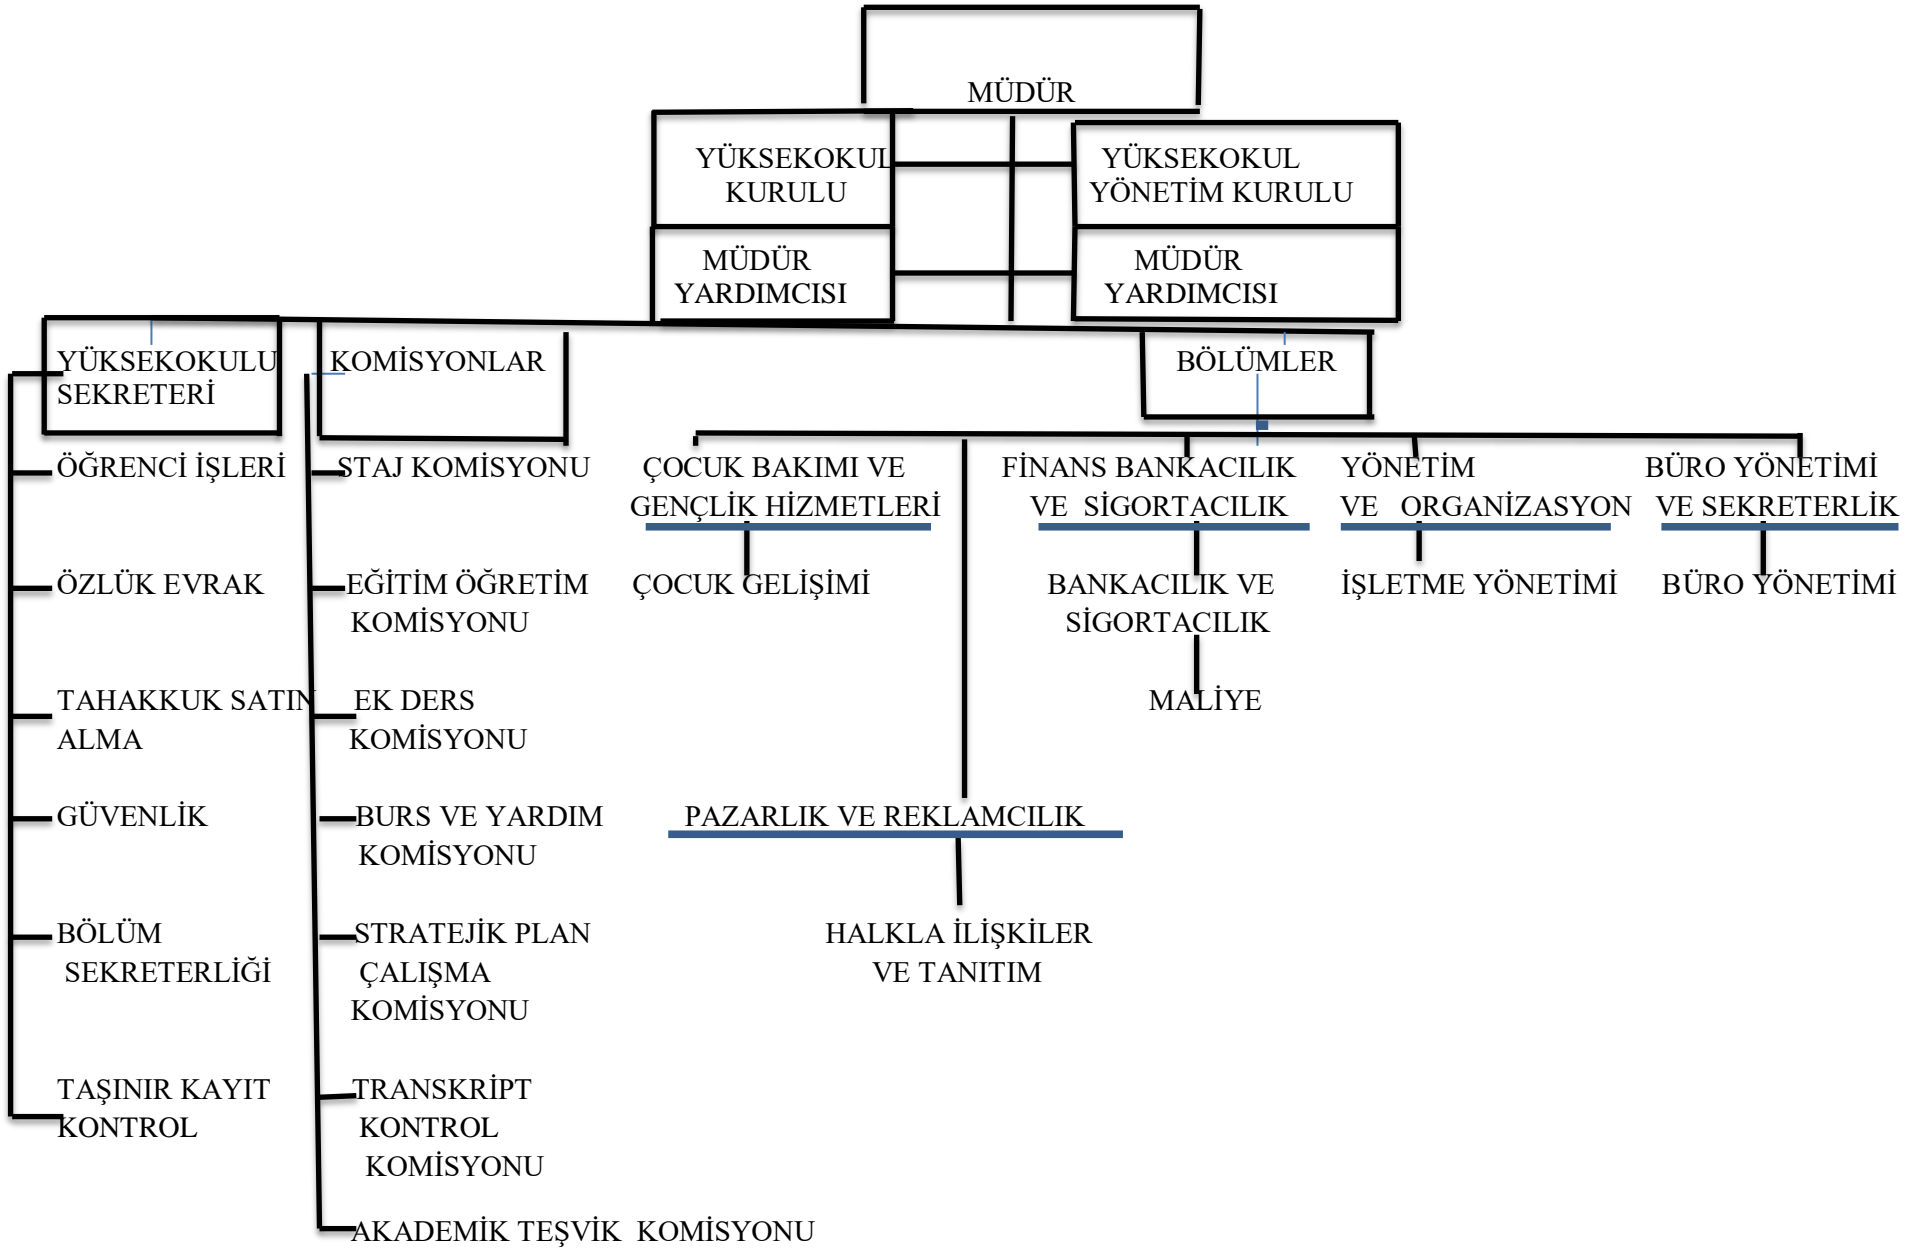 MÜDÜR
YÜKSEKOKUL
KURULU
YÜKSEKOKUL
YÖNETİM KURULU
MÜDÜR
YARDIMCISI
MÜDÜR
YARDIMCISI
YÜKSEKOKULU
SEKRETERİ
ÖĞRENCİ İŞLERİ
ÖZLÜK EVRAK
TAHAKKUK SATIN
ALMA
GÜVENLİK
BÖLÜM
SEKRETERLİĞİ
TAŞINIR KAYIT
KONTROL
KOMİSYONLAR
STAJ KOMİSYONU
EĞİTİM ÖĞRETİM
KOMİSYONU
EK DERS
KOMİSYONU
BURS VE YARDIM
KOMİSYONU
STRATEJİK PLAN
ÇALIŞMA
KOMİSYONU
TRANSKRİPT
KONTROL
KOMİSYONU
AKADEMİK TEŞVİK KOMİSYONU
BÖLÜMLER
ÇOCUK BAKIMI VE
GENÇLİK HİZMETLERİ
ÇOCUK GELİŞİMİ
PAZARLIK VE REKLAMCILIK
HALKLA İLİŞKİLER
VE TANITIM
FİNANS BANKACILIK
VE SİGORTACILIK
BANKACILIK VE
SİGORTACILIK
MALİYE
YÖNETİM
VE ORGANİZASYON
İŞLETME YÖNETİMİ
BÜRO YÖNETİMİ
VE SEKRETERLİK
BÜRO YÖNETİMİ